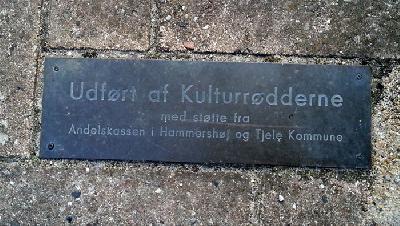 Udført af Kulturrødderne
med støtte fra
Andelskassen i Hammershøj og Tjele Kommune